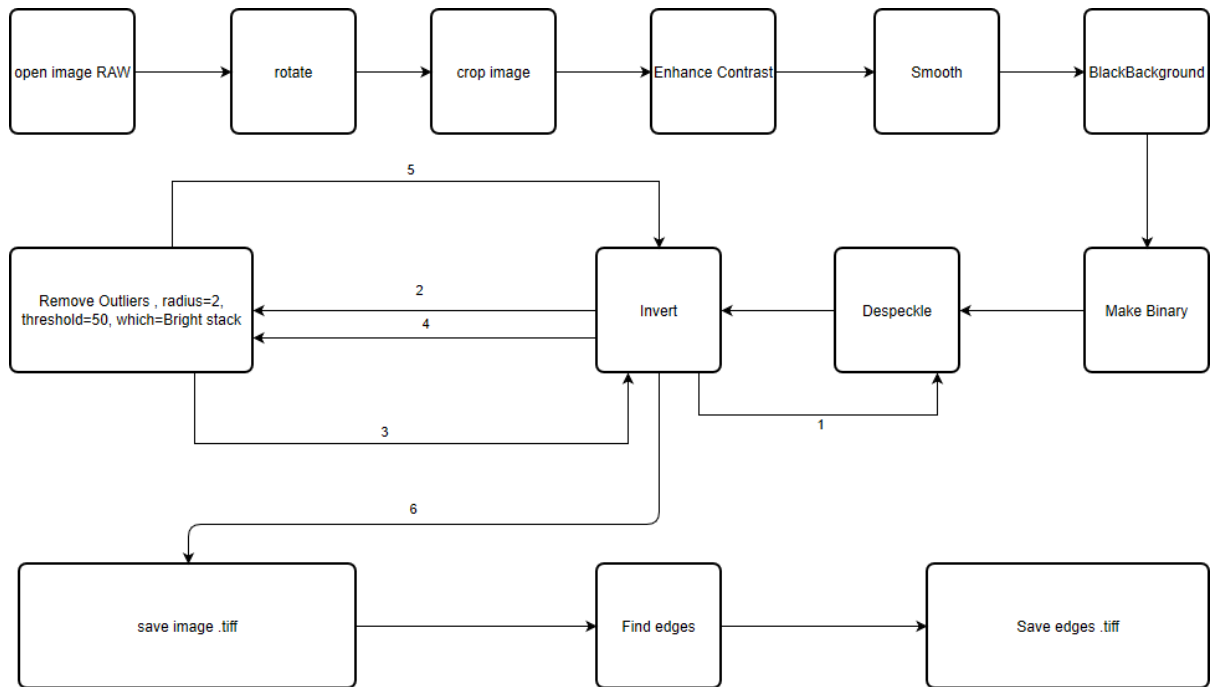 open image RAW
rotate
crop image
Enhance Contrast
Smooth
BlackBackground
5
Remove Outliers , radius=2,
threshold=50, which=Bright stack
2
4
Invert
Despeckle
Make Binary
3
1
6
save image .tiff
Find edges
Save edges .tiff